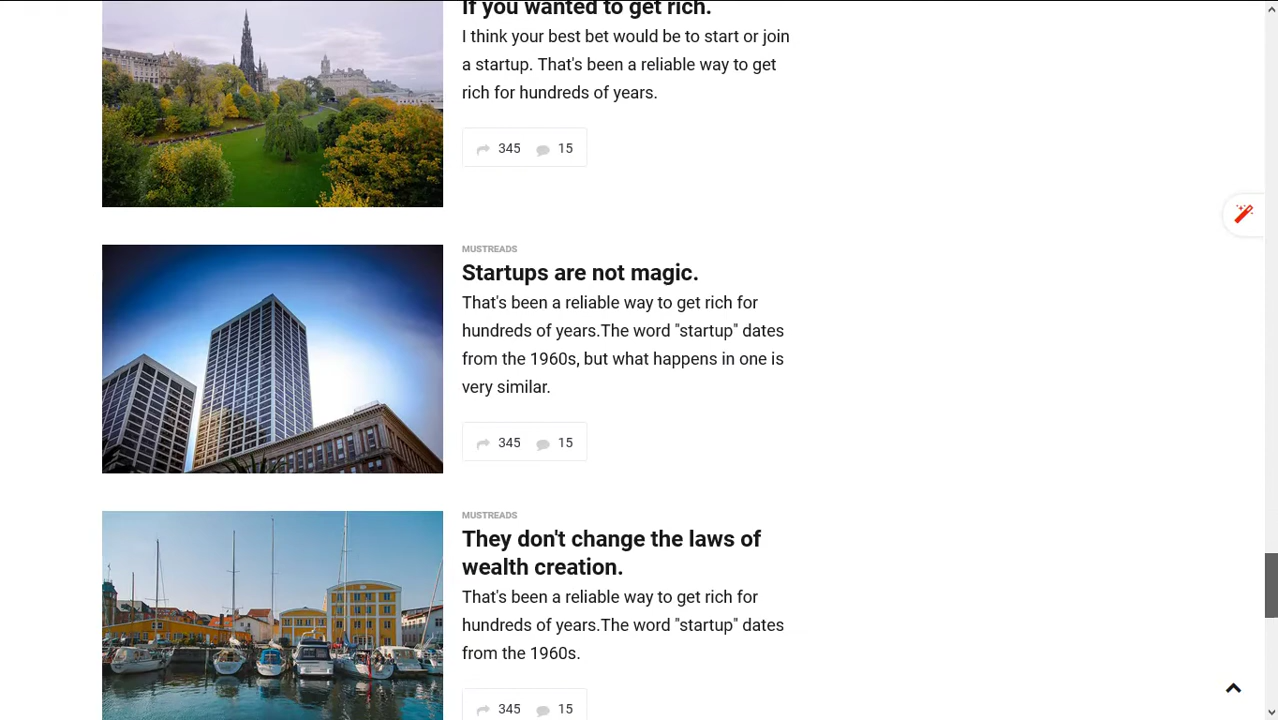 If you wanted to get rich.
I think your best bet would be to start or join
a startup. That's been a reliable way to get
rich for hundreds of years.
345 15
MUSTREADS
Startups are not magic.
That's been a reliable way to get rich for
hundreds of years.The word "startup" dates
from the 1960s, but what happens in one is
very similar.
345 15
MUSTREADS
They don't change the laws of
wealth creation.
That's been a reliable way to get rich for
hundreds of years.The word "startup" dates
from the 1960s.
345 15